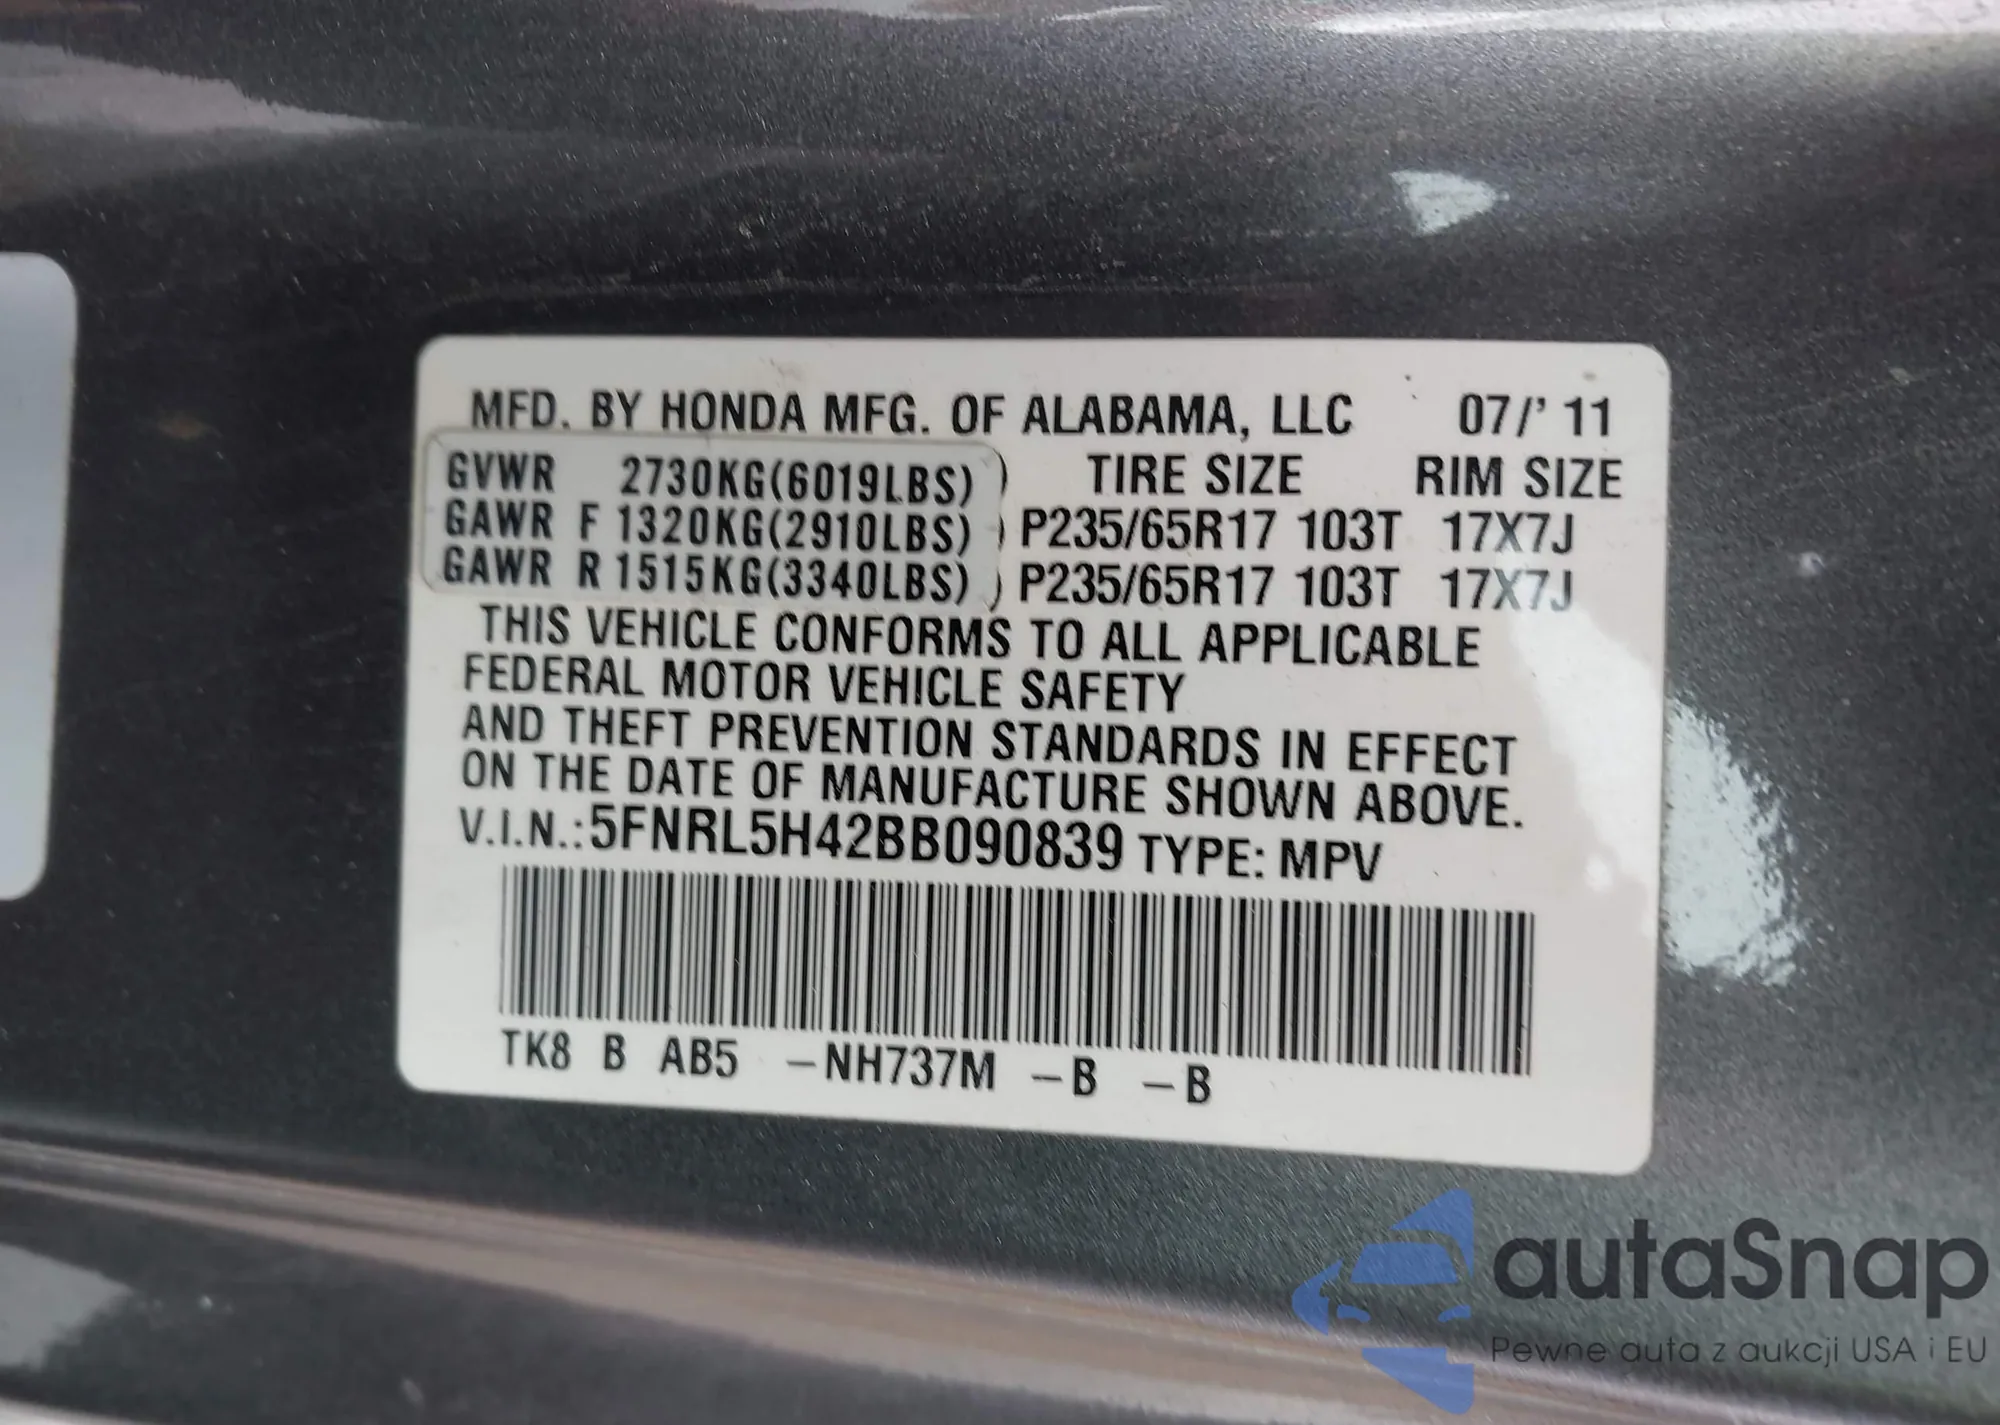 MFD. BY HONDA MFG. OF ALABAMA, LLC 07/' 11
GVWR 2730KG(6019LBS) ) TIRE SIZE RIM SIZE
GAWR F 1320KG(2910LBS) ) P235/65R17 103T 17X7J
GAWR R 1515KG(3340LBS) ) P235/65R17 103T 17X7J
THIS VEHICLE CONFORMS TO ALL APPLICABLE
FEDERAL MOTOR VEHICLE SAFETY
AND THEFT PREVENTION STANDARDS IN EFFECT
ON THE DATE OF MANUFACTURE SHOWN ABOVE.
V.I.N.:5FNRL5H42BB090839 TYPE: MPV
TK8 B AB5 -NH737M -B -B
autaSnap
Pewne auta z aukcji USA i EU